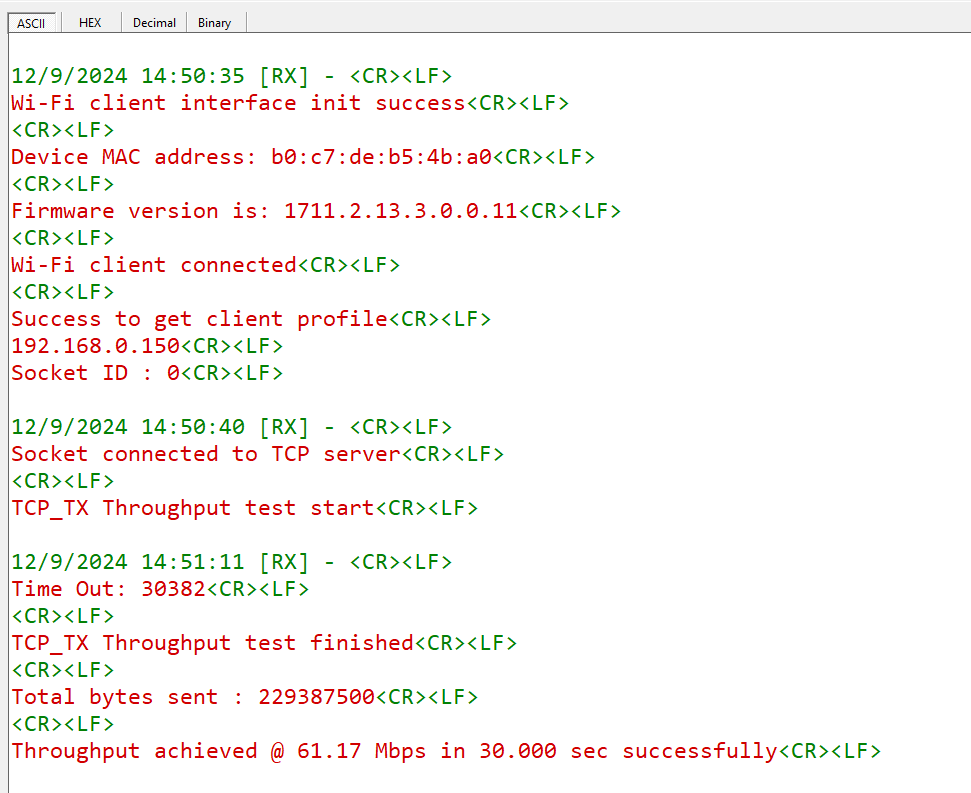 ASCII HEX Decimal Binary
12/9/2024 14:50:35 [RX] - <CR><LF>
Wi-Fi client interface init success<CR><LF>
<CR><LF>
Device MAC address: b0:c7:de:b5:4b:a0<CR><LF>
<CR><LF>
Firmware version is: 1711.2.13.3.0.0.11<CR><LF>
<CR><LF>
Wi-Fi client connected<CR><LF>
<CR><LF>
Success to get client profile<CR><LF>
192.168.0.150<CR><LF>
Socket ID : 0<CR><LF>
12/9/2024 14:50:40 [RX] - <CR><LF>
Socket connected to TCP server<CR><LF>
<CR><LF>
TCP_TX Throughput test start<CR><LF>
12/9/2024 14:51:11 [RX] - <CR><LF>
Time Out: 30382<CR><LF>
<CR><LF>
TCP_TX Throughput test finished<CR><LF>
<CR><LF>
Total bytes sent : 229387500<CR><LF>
<CR><LF>
Throughput achieved @ 61.17 Mbps in 30.000 sec successfully<CR><LF>